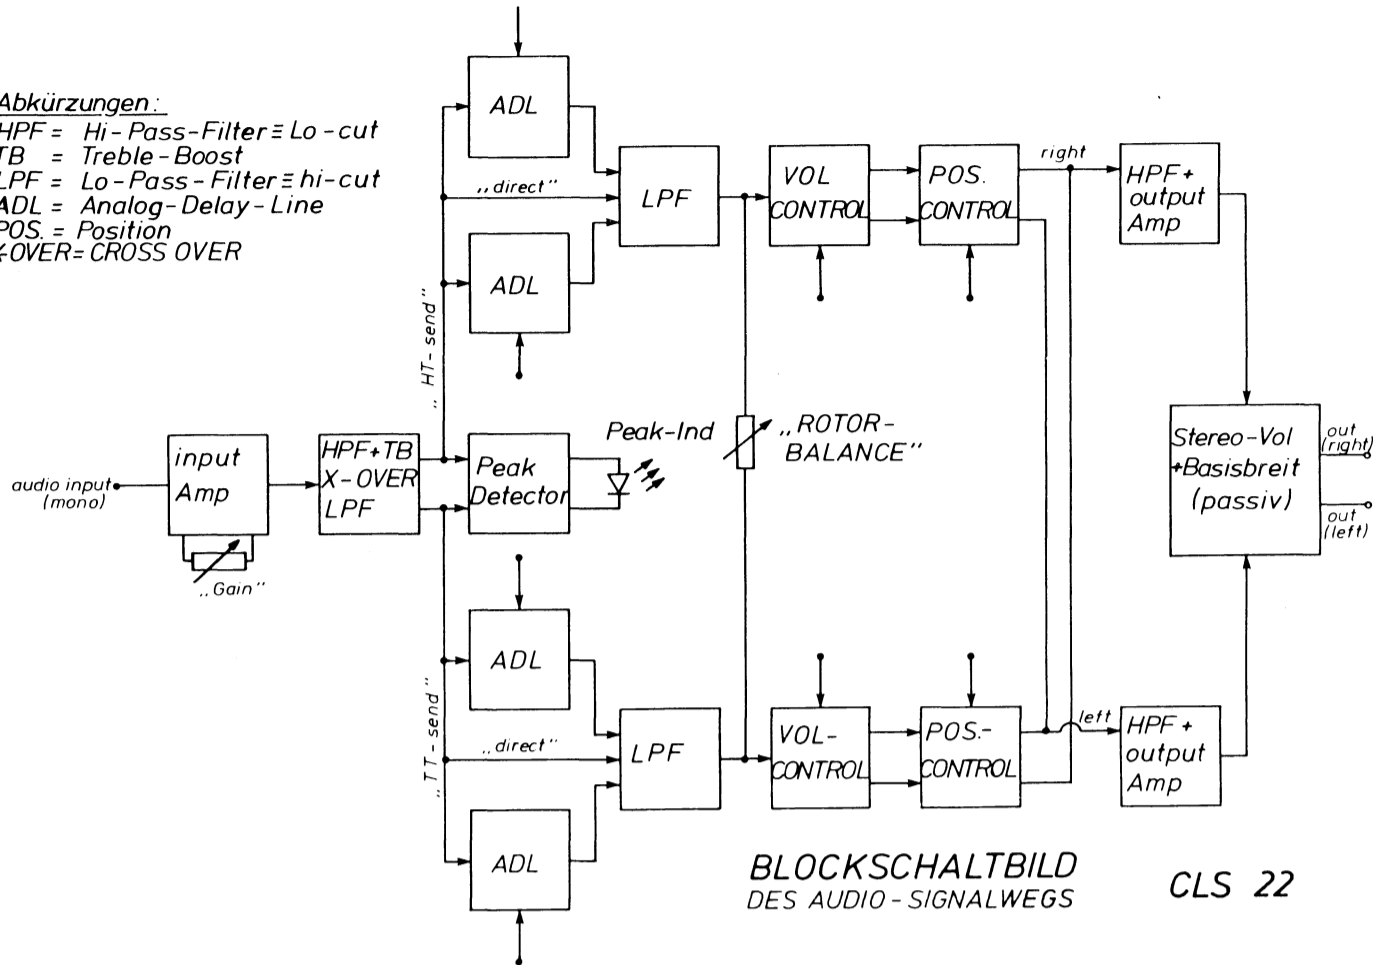 Abkürzungen:
HPF = Hi-Pass-Filter ≡ Lo-cut
TB = Treble-Boost
LPF = Lo-Pass-Filter ≡ hi-cut
ADL = Analog-Delay-Line
POS. = Position
X-OVER = CROSS OVER
ADL
„direct"
ADL
LPF
VOL
CONTROL
POS.
CONTROL
right
HPF +
output
Amp
„HT-send"
audio input
(mono)
input
Amp
„Gain"
HPF+TB
X-OVER
LPF
Peak
Detector
Peak-Ind
„ROTOR-
BALANCE"
Stereo-Vol
+Basisbreit
(passiv)
out
(right)
out
(left)
„TT-send"
ADL
„direct"
ADL
LPF
VOL-
CONTROL
POS.-
CONTROL
left
HPF +
output
Amp
BLOCKSCHALTBILD
DES AUDIO-SIGNALWEGS
CLS 22